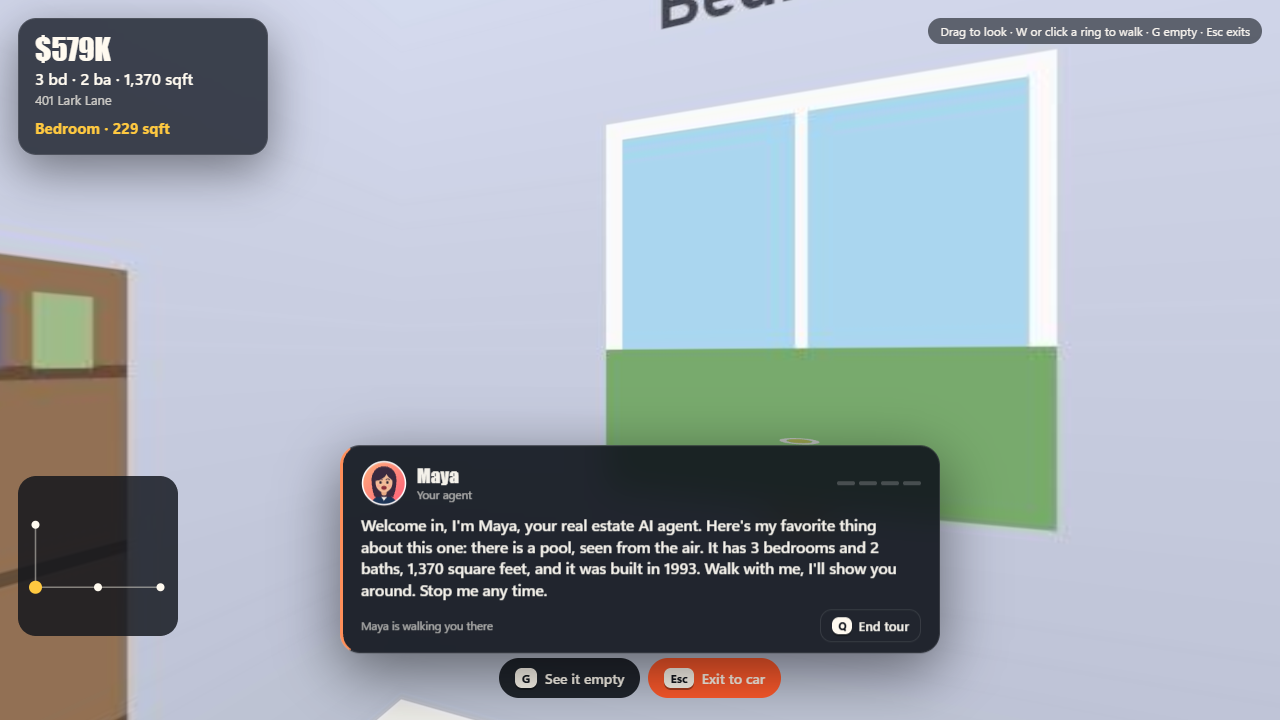 $579K
3 bd · 2 ba · 1,370 sqft
401 Lark Lane
Bedroom · 229 sqft
Drag to look · W or click a ring to walk · G empty · Esc exits
Maya
Your agent
Welcome in, I'm Maya, your real estate AI agent. Here's my favorite thing
about this one: there is a pool, seen from the air. It has 3 bedrooms and 2
baths, 1,370 square feet, and it was built in 1993. Walk with me, I'll show you
around. Stop me any time.
Maya is walking you there
Q End tour
G See it empty
Esc Exit to car